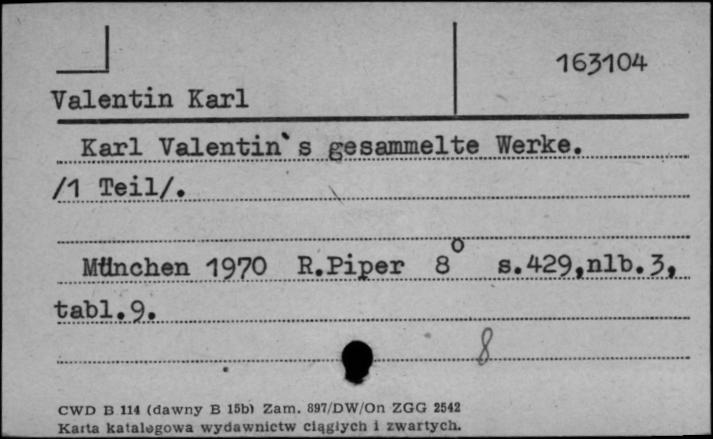 163104
Valentin Karl
Karl Valentin`s gesammelte Werke.
/1 Teil/.
München 1970 R.Piper 8° s.429,nlb.3,
tabl.9.
8
CWD B 114 (dawny B 15b) Zam. 897/DW/On ZGG 2542
Karta katalogowa wydawnictw ciągłych i zwartych.